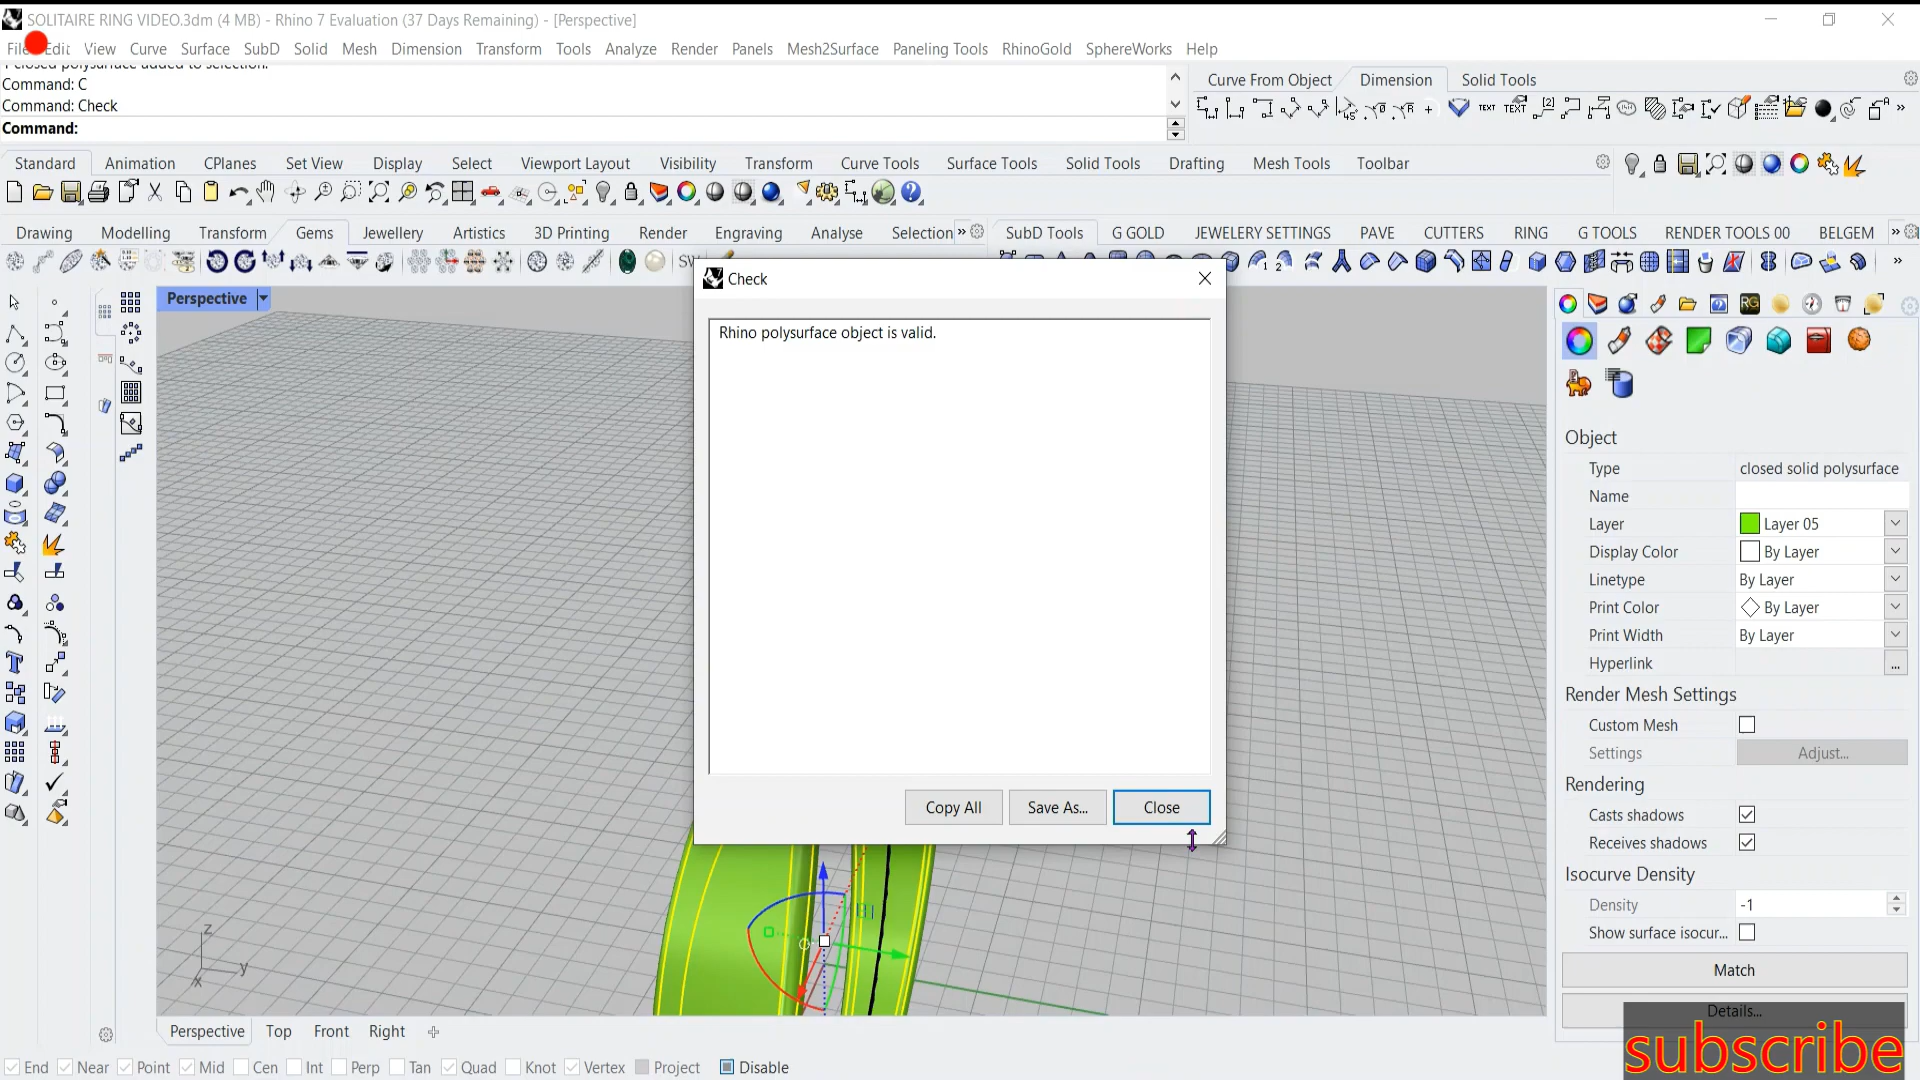 SOLITAIRE RING VIDEO.3dm (4 MB) - Rhino 7 Evaluation (37 Days Remaining) - [Perspective]
Edit View Curve Surface SubD Solid Mesh Dimension Transform Tools Analyze Render Panels Mesh2Surface Paneling Tools RhinoGold SphereWorks Help
1 closed polysurface added to selection.
Command: C
Command: Check
Command:
Curve From Object Dimension Solid Tools
TEXT TEXT
Standard Animation CPlanes Set View Display Select Viewport Layout Visibility Transform Curve Tools Surface Tools Solid Tools Drafting Mesh Tools Toolbar
Drawing Modelling Transform Gems Jewellery Artistics 3D Printing Render Engraving Analyse Selection » SubD Tools G GOLD JEWELERY SETTINGS PAVE CUTTERS RING G TOOLS RENDER TOOLS 00 BELGEM »
Perspective
Check
Rhino polysurface object is valid.
Copy All Save As... Close
z
y
x
Object
Type closed solid polysurface
Name
Layer Layer 05
Display Color By Layer
Linetype By Layer
Print Color By Layer
Print Width By Layer
Hyperlink ...
Render Mesh Settings
Custom Mesh
Settings Adjust...
Rendering
Casts shadows
Receives shadows
Isocurve Density
Density -1
Show surface isocur...
Match
Details...
subscribe
Perspective Top Front Right
End Near Point Mid Cen Int Perp Tan Quad Knot Vertex Project Disable